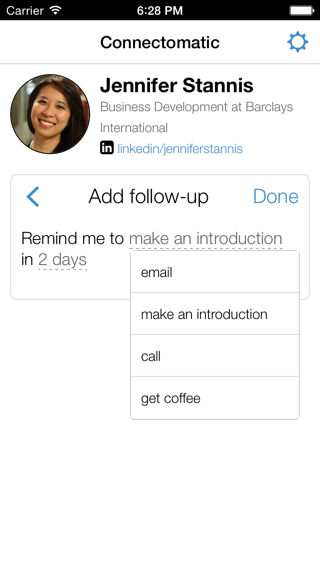 Carrier 6:28 PM
Connectomatic
Jennifer Stannis
Business Development at Barclays
International
in linkedin/jenniferstannis
Add follow-up Done
Remind me to make an introduction
in 2 days
email
make an introduction
call
get coffee